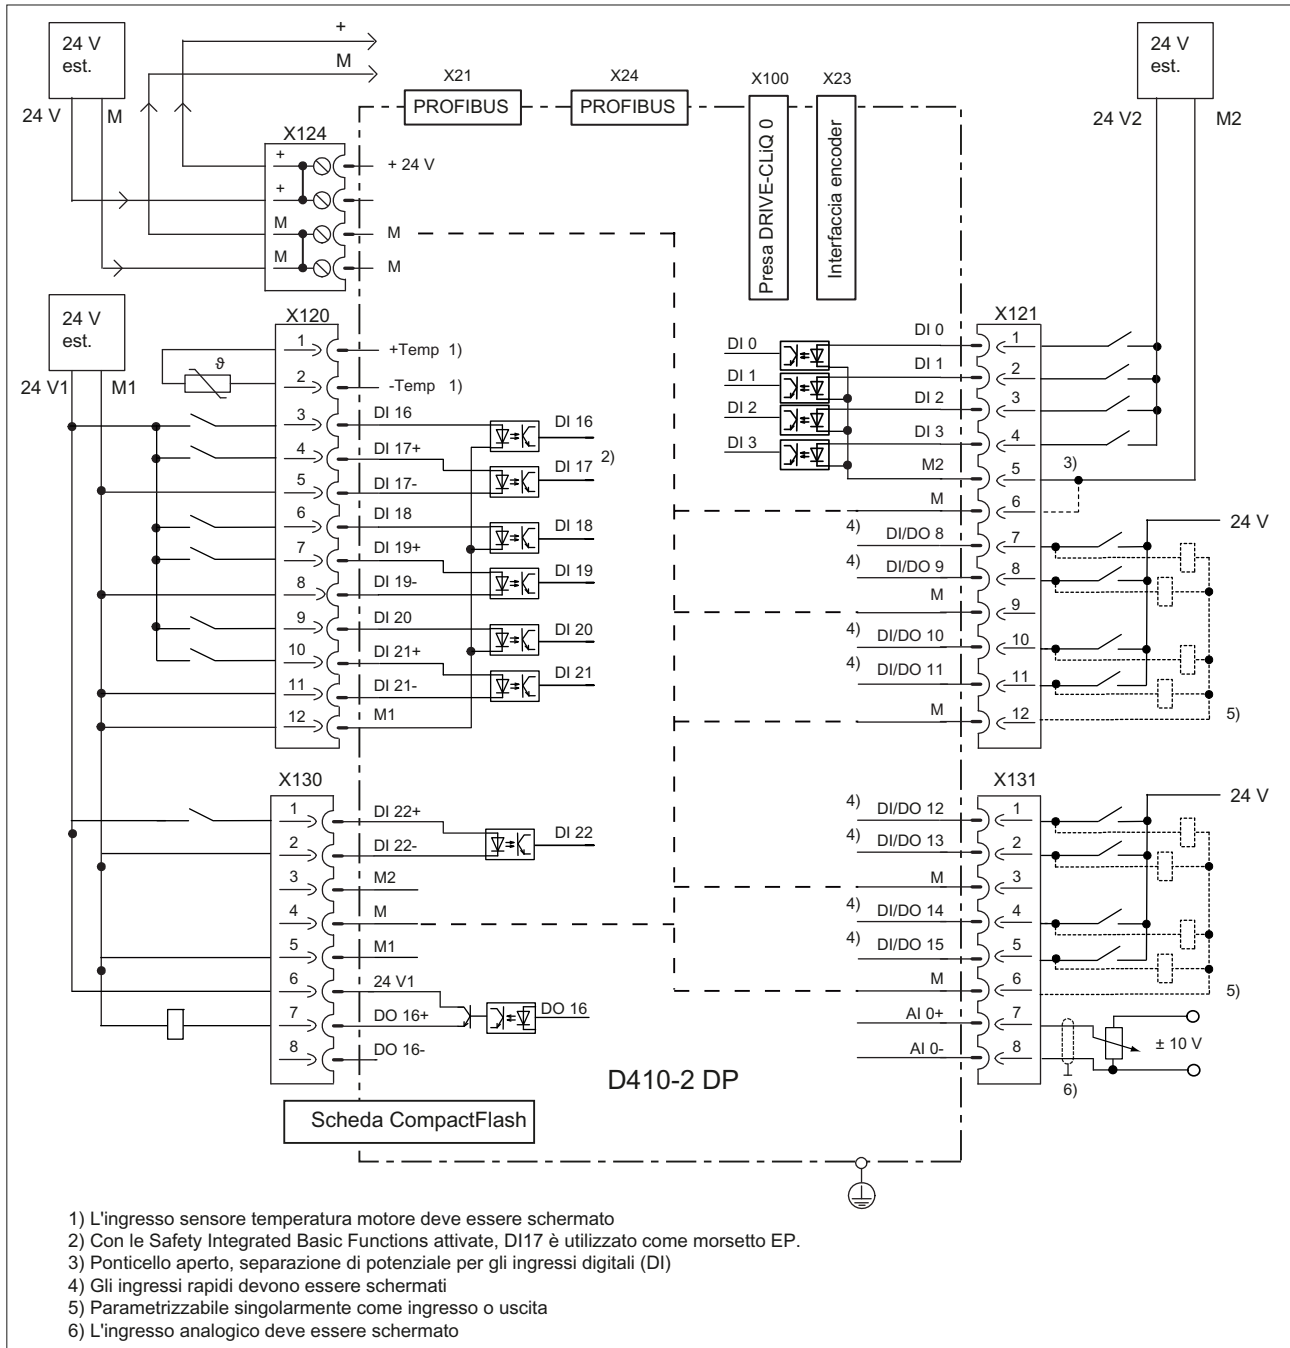 24 V
est.
24 V
M
+
M
X21
PROFIBUS
X24
PROFIBUS
X100
Presa DRIVE-CLiQ 0
X23
Interfaccia encoder
24 V
est.
24 V2
M2
X124
+
+
M
M
+ 24 V
M
M
24 V
est.
24 V1
M1
X120
ϑ
1
+Temp 1)
2
-Temp 1)
3
DI 16
DI 16
4
DI 17+
DI 17
2)
5
DI 17-
6
DI 18
DI 18
7
DI 19+
DI 19
8
DI 19-
9
DI 20
DI 20
10
DI 21+
DI 21
11
DI 21-
12
M1
X130
1
DI 22+
DI 22
2
DI 22-
3
M2
4
M
5
M1
6
24 V1
7
DO 16+
DO 16
8
DO 16-
X121
DI 0
DI 0
1
DI 1
DI 1
2
DI 2
DI 2
3
DI 3
DI 3
4
M2
5
3)
M
6
24 V
4)
DI/DO 8
7
4)
DI/DO 9
8
M
9
4)
DI/DO 10
10
4)
DI/DO 11
11
M
12
5)
X131
24 V
4)
DI/DO 12
1
4)
DI/DO 13
2
M
3
4)
DI/DO 14
4
4)
DI/DO 15
5
M
6
5)
AI 0+
7
± 10 V
AI 0-
8
6)
D410-2 DP
Scheda CompactFlash
1) L'ingresso sensore temperatura motore deve essere schermato
2) Con le Safety Integrated Basic Functions attivate, DI17 è utilizzato come morsetto EP.
3) Ponticello aperto, separazione di potenziale per gli ingressi digitali (DI)
4) Gli ingressi rapidi devono essere schermati
5) Parametrizzabile singolarmente come ingresso o uscita
6) L'ingresso analogico deve essere schermato